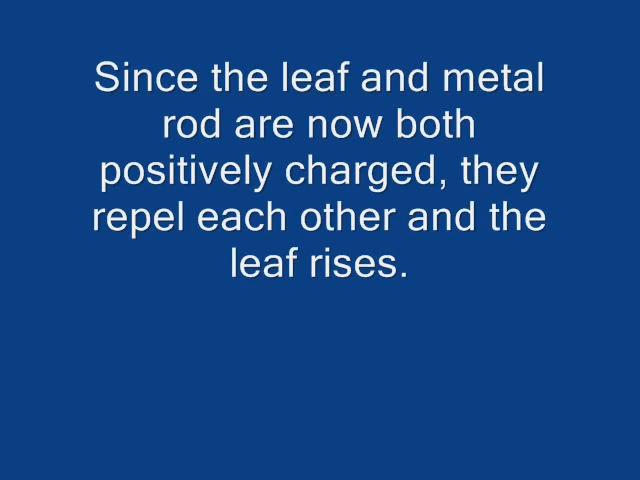 Since the leaf and metal
rod are now both
positively charged, they
repel each other and the
leaf rises.